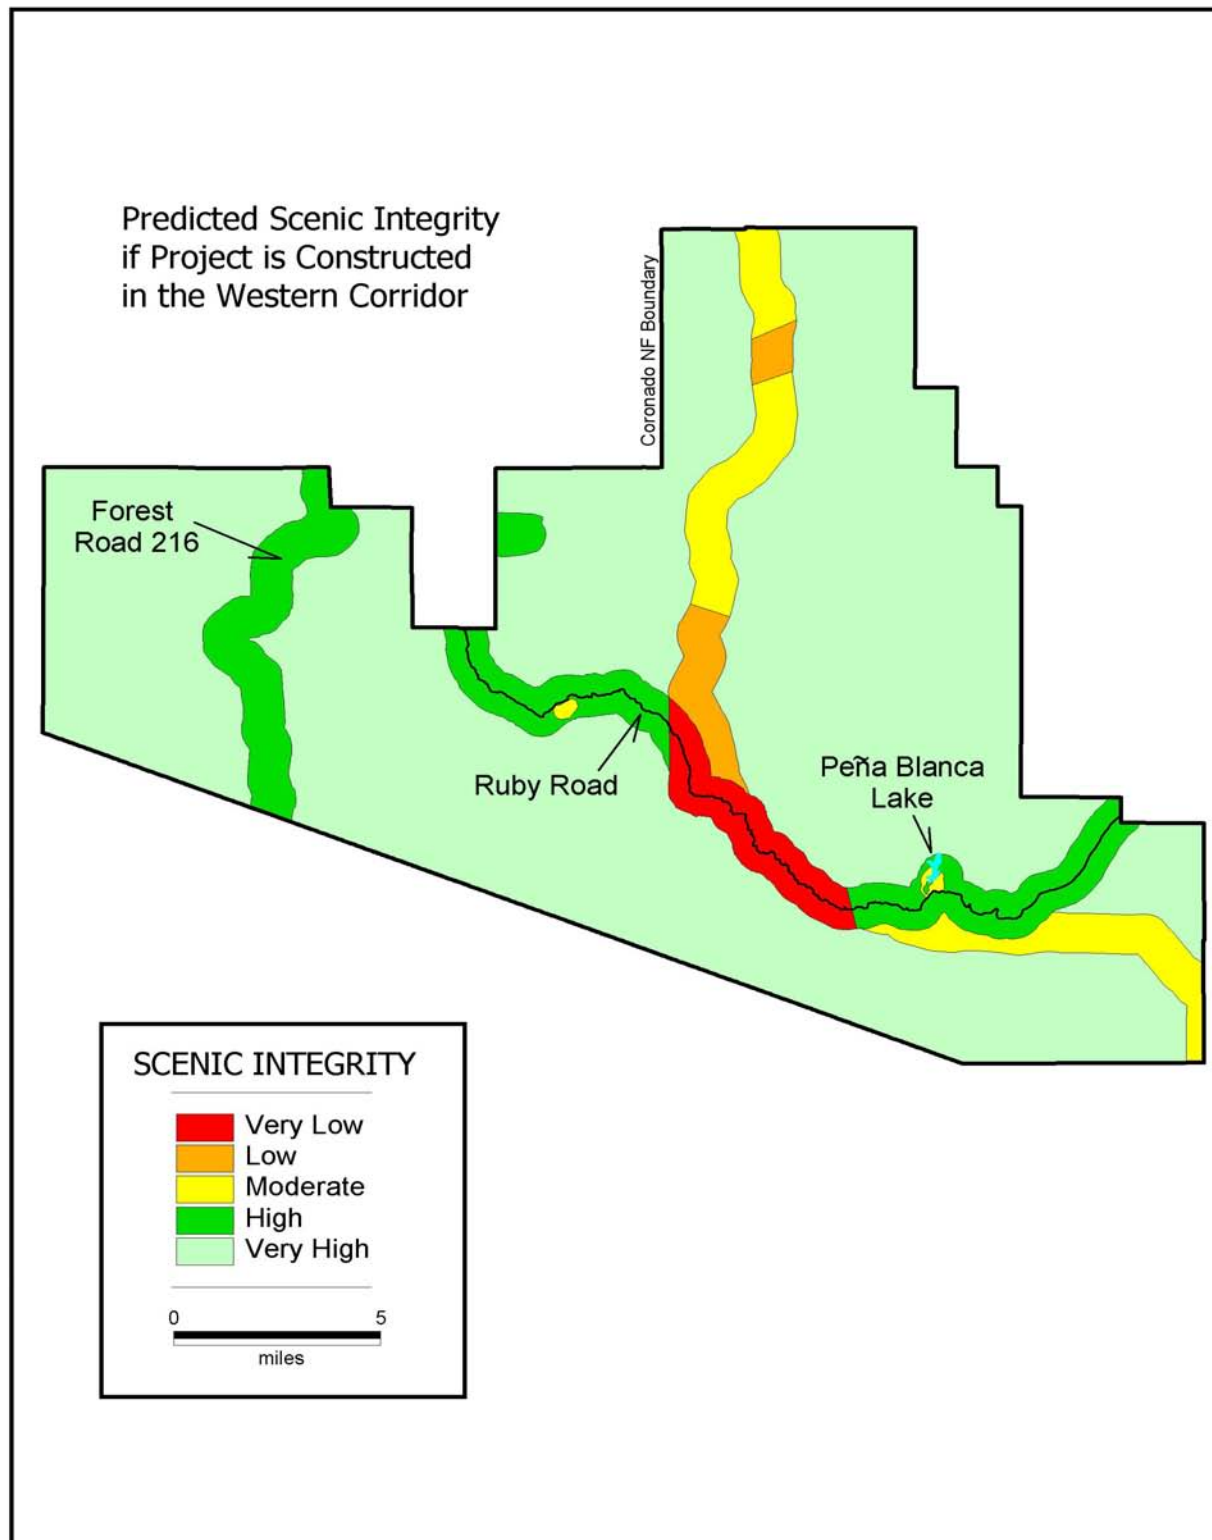 Predicted Scenic Integrity
if Project is Constructed
in the Western Corridor
Coronado NF Boundary
Forest
Road 216
Ruby Road
Peña Blanca
Lake
SCENIC INTEGRITY
Very Low
Low
Moderate
High
Very High
0 5
miles